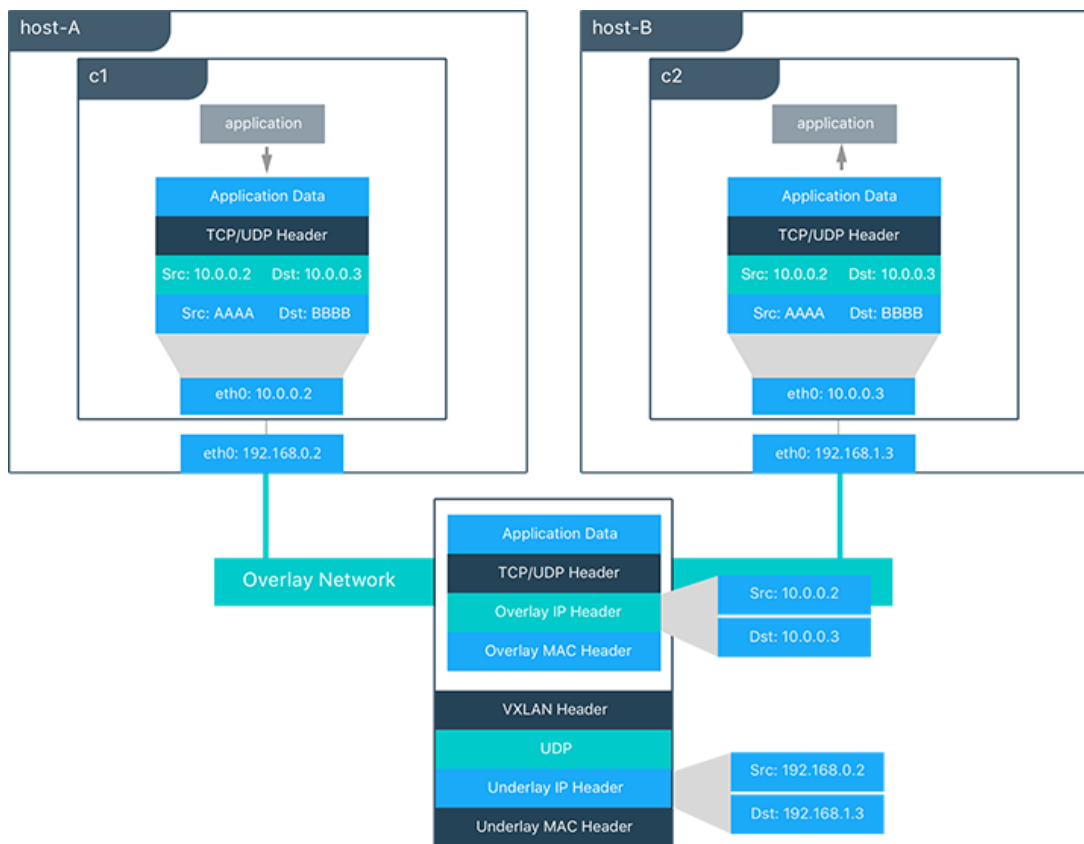 host-A
c1
application
Application Data
TCP/UDP Header
Src: 10.0.0.2 Dst: 10.0.0.3
Src: AAAA Dst: BBBB
eth0: 10.0.0.2
eth0: 192.168.0.2
host-B
c2
application
Application Data
TCP/UDP Header
Src: 10.0.0.2 Dst: 10.0.0.3
Src: AAAA Dst: BBBB
eth0: 10.0.0.3
eth0: 192.168.1.3
Overlay Network
Application Data
TCP/UDP Header
Overlay IP Header
Overlay MAC Header
Src: 10.0.0.2
Dst: 10.0.0.3
VXLAN Header
UDP
Underlay IP Header
Underlay MAC Header
Src: 192.168.0.2
Dst: 192.168.1.3